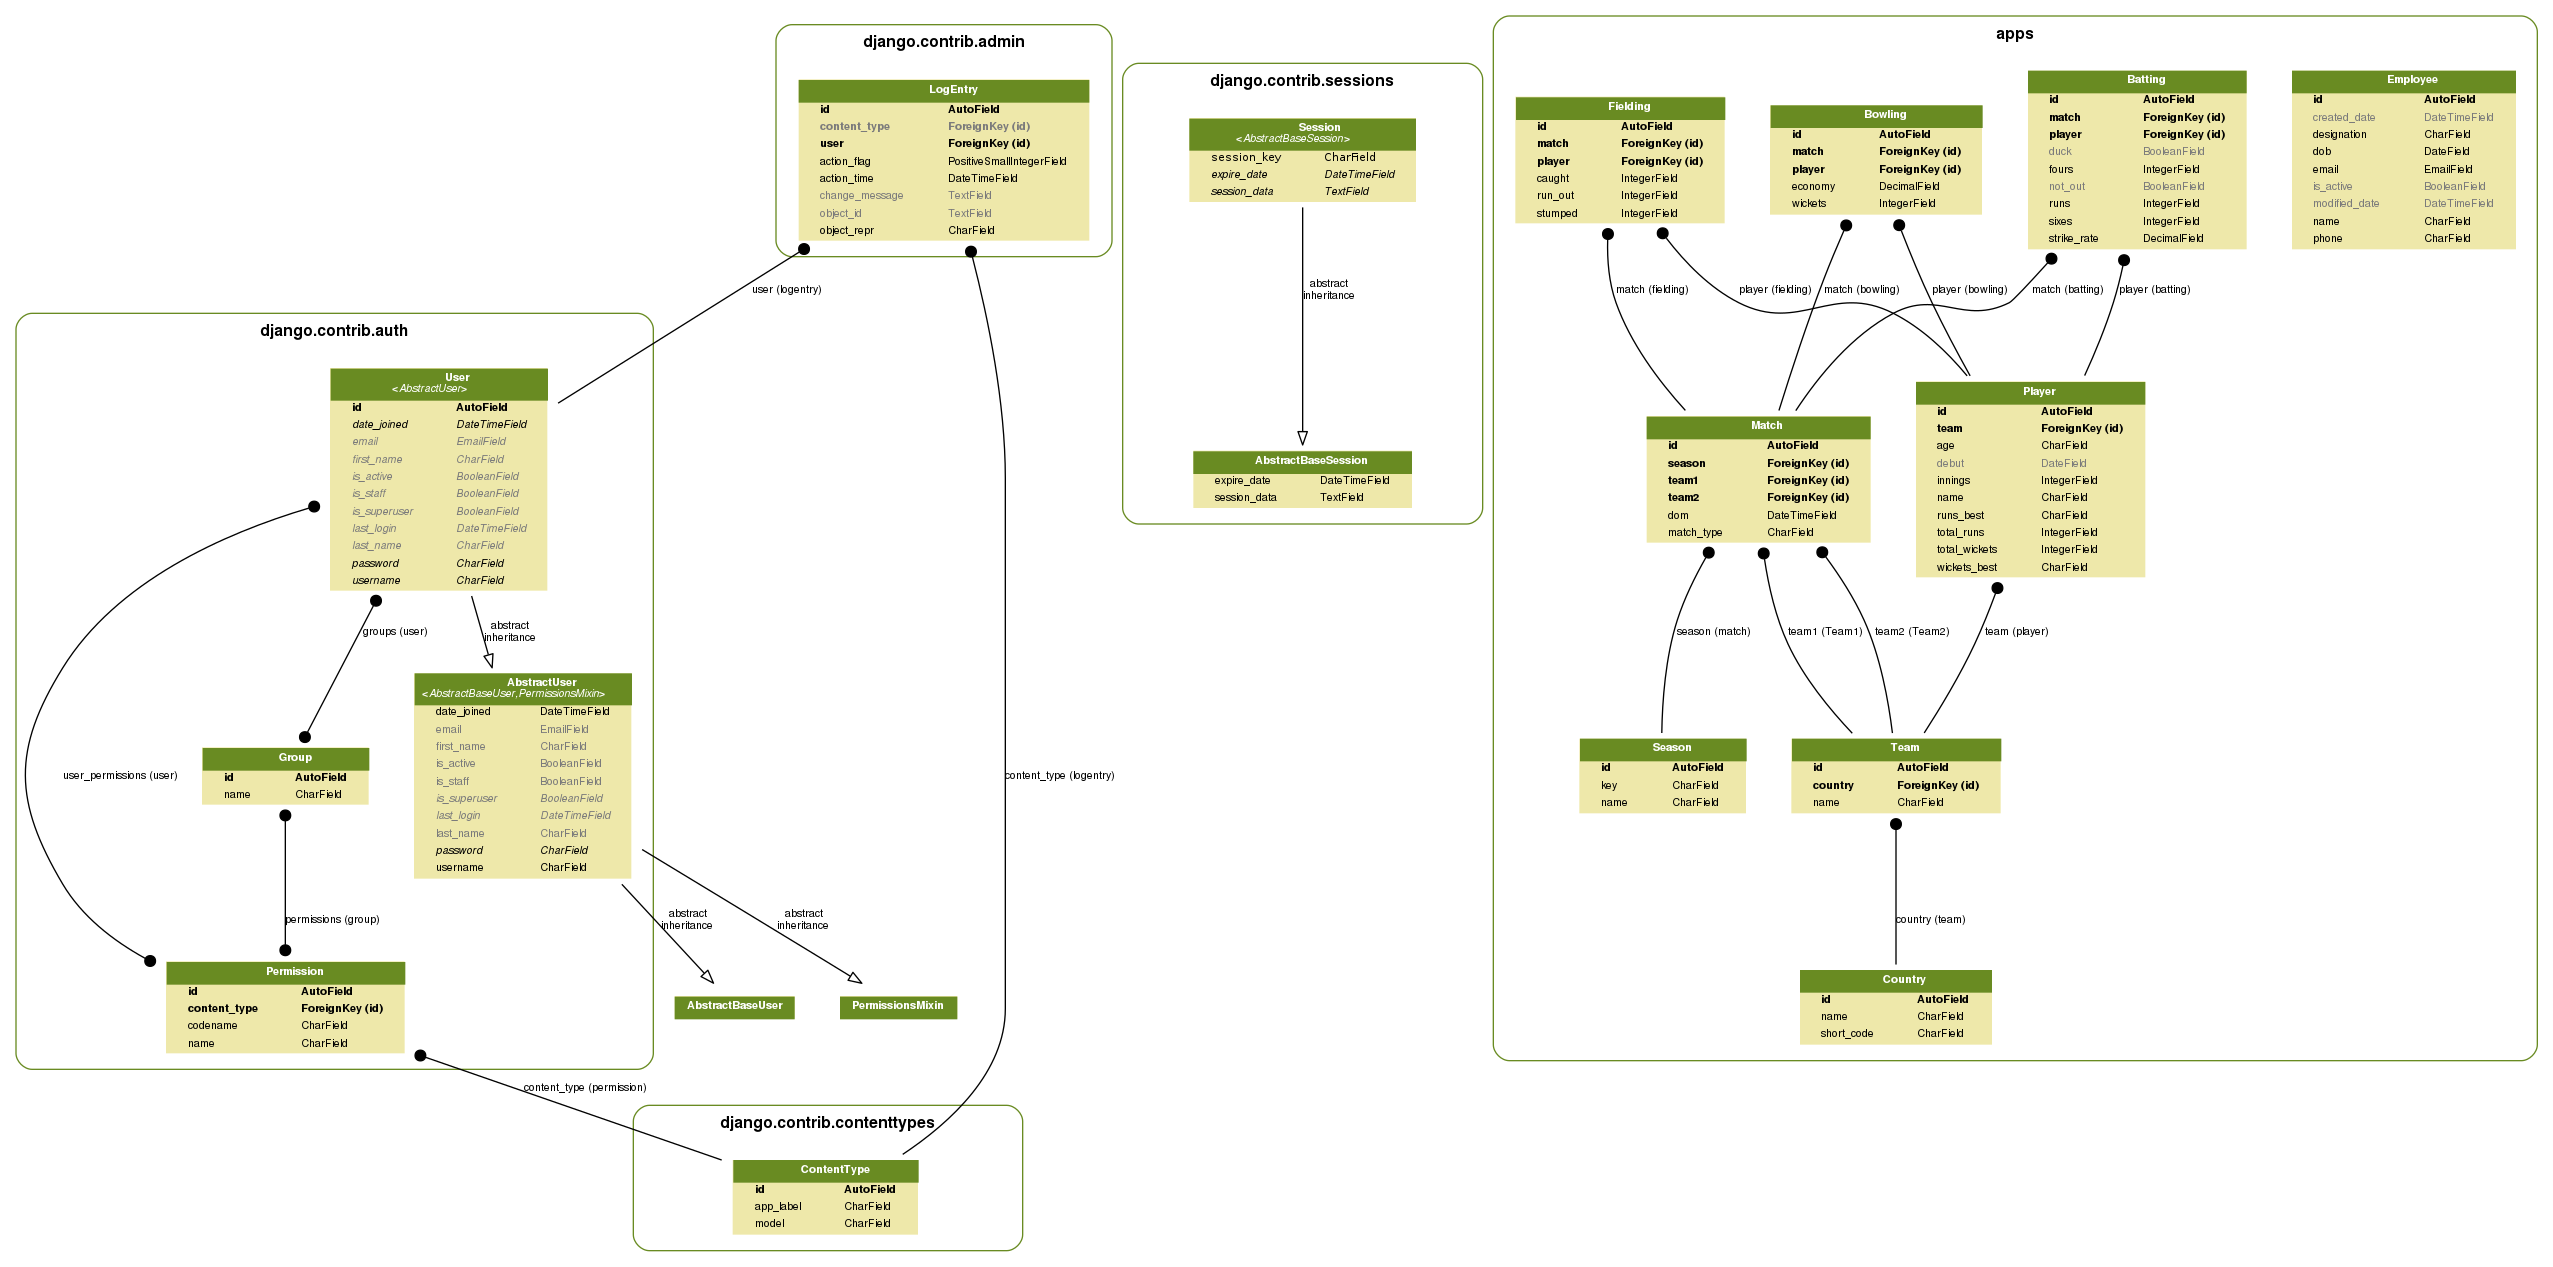 django.contrib.admin
LogEntry
id AutoField
content_type ForeignKey (id)
user ForeignKey (id)
action_flag PositiveSmallIntegerField
action_time DateTimeField
change_message TextField
object_id TextField
object_repr CharField
user (logentry)
content_type (logentry)
django.contrib.sessions
Session
<AbstractBaseSession>
session_key CharField
expire_date DateTimeField
session_data TextField
abstract
inheritance
AbstractBaseSession
expire_date DateTimeField
session_data TextField
apps
Fielding
id AutoField
match ForeignKey (id)
player ForeignKey (id)
caught IntegerField
run_out IntegerField
stumped IntegerField
Bowling
id AutoField
match ForeignKey (id)
player ForeignKey (id)
economy DecimalField
wickets IntegerField
Batting
id AutoField
match ForeignKey (id)
player ForeignKey (id)
duck BooleanField
fours IntegerField
not_out BooleanField
runs IntegerField
sixes IntegerField
strike_rate DecimalField
Employee
id AutoField
created_date DateTimeField
designation CharField
dob DateField
email EmailField
is_active BooleanField
modified_date DateTimeField
name CharField
phone CharField
match (fielding)
player (fielding)
match (bowling)
player (bowling)
match (batting)
player (batting)
Match
id AutoField
season ForeignKey (id)
team1 ForeignKey (id)
team2 ForeignKey (id)
dom DateTimeField
match_type CharField
Player
id AutoField
team ForeignKey (id)
age CharField
debut DateField
innings IntegerField
name CharField
runs_best CharField
total_runs IntegerField
total_wickets IntegerField
wickets_best CharField
season (match)
team1 (Team1)
team2 (Team2)
team (player)
Season
id AutoField
key CharField
name CharField
Team
id AutoField
country ForeignKey (id)
name CharField
country (team)
Country
id AutoField
name CharField
short_code CharField
django.contrib.auth
User
<AbstractUser>
id AutoField
date_joined DateTimeField
email EmailField
first_name CharField
is_active BooleanField
is_staff BooleanField
is_superuser BooleanField
last_login DateTimeField
last_name CharField
password CharField
username CharField
groups (user)
abstract
inheritance
user_permissions (user)
AbstractUser
<AbstractBaseUser,PermissionsMixin>
date_joined DateTimeField
email EmailField
first_name CharField
is_active BooleanField
is_staff BooleanField
is_superuser BooleanField
last_login DateTimeField
last_name CharField
password CharField
username CharField
Group
id AutoField
name CharField
permissions (group)
abstract
inheritance
abstract
inheritance
Permission
id AutoField
content_type ForeignKey (id)
codename CharField
name CharField
AbstractBaseUser
PermissionsMixin
content_type (permission)
django.contrib.contenttypes
ContentType
id AutoField
app_label CharField
model CharField